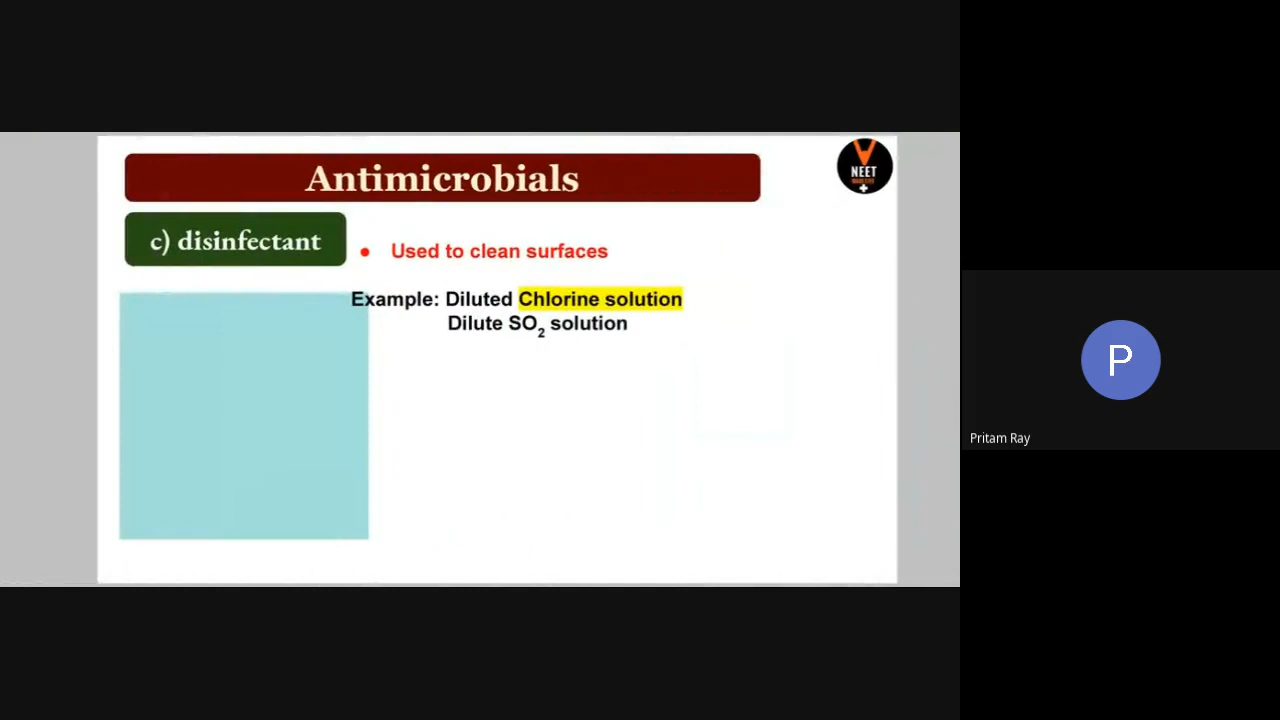 Antimicrobials
NEET
c) disinfectant
● Used to clean surfaces
Example: Diluted Chlorine solution
Dilute SO₂ solution
P
Pritam Ray